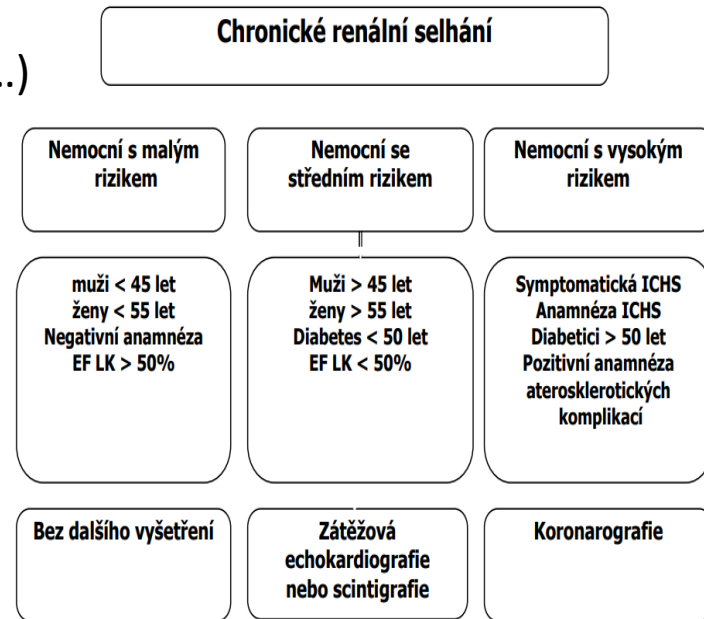 Chronické renální selhání
..)
Nemocní s malým
rizikem
Nemocní se
středním rizikem
Nemocní s vysokým
rizikem
muži < 45 let
ženy < 55 let
Negativní anamnéza
EF LK > 50%
Muži > 45 let
ženy > 55 let
Diabetes < 50 let
EF LK < 50%
Symptomatická ICHS
Anamnéza ICHS
Diabetici > 50 let
Pozitivní anamnéza
aterosklerotických
komplikací
Bez dalšího vyšetření
Zátěžová
echokardiografie
nebo scintigrafie
Koronarografie